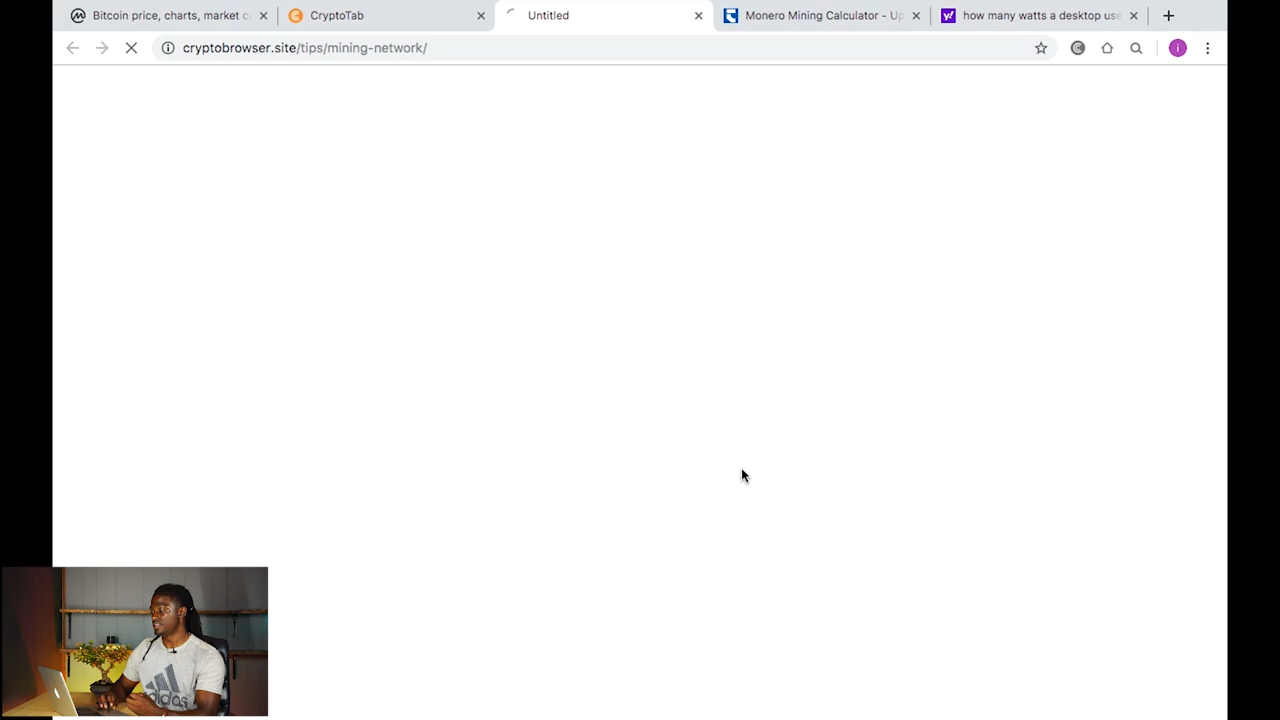 Bitcoin price, charts, market c
CryptoTab
Untitled
Monero Mining Calculator - Up
how many watts a desktop use
cryptobrowser.site/tips/mining-network/
i
adidas